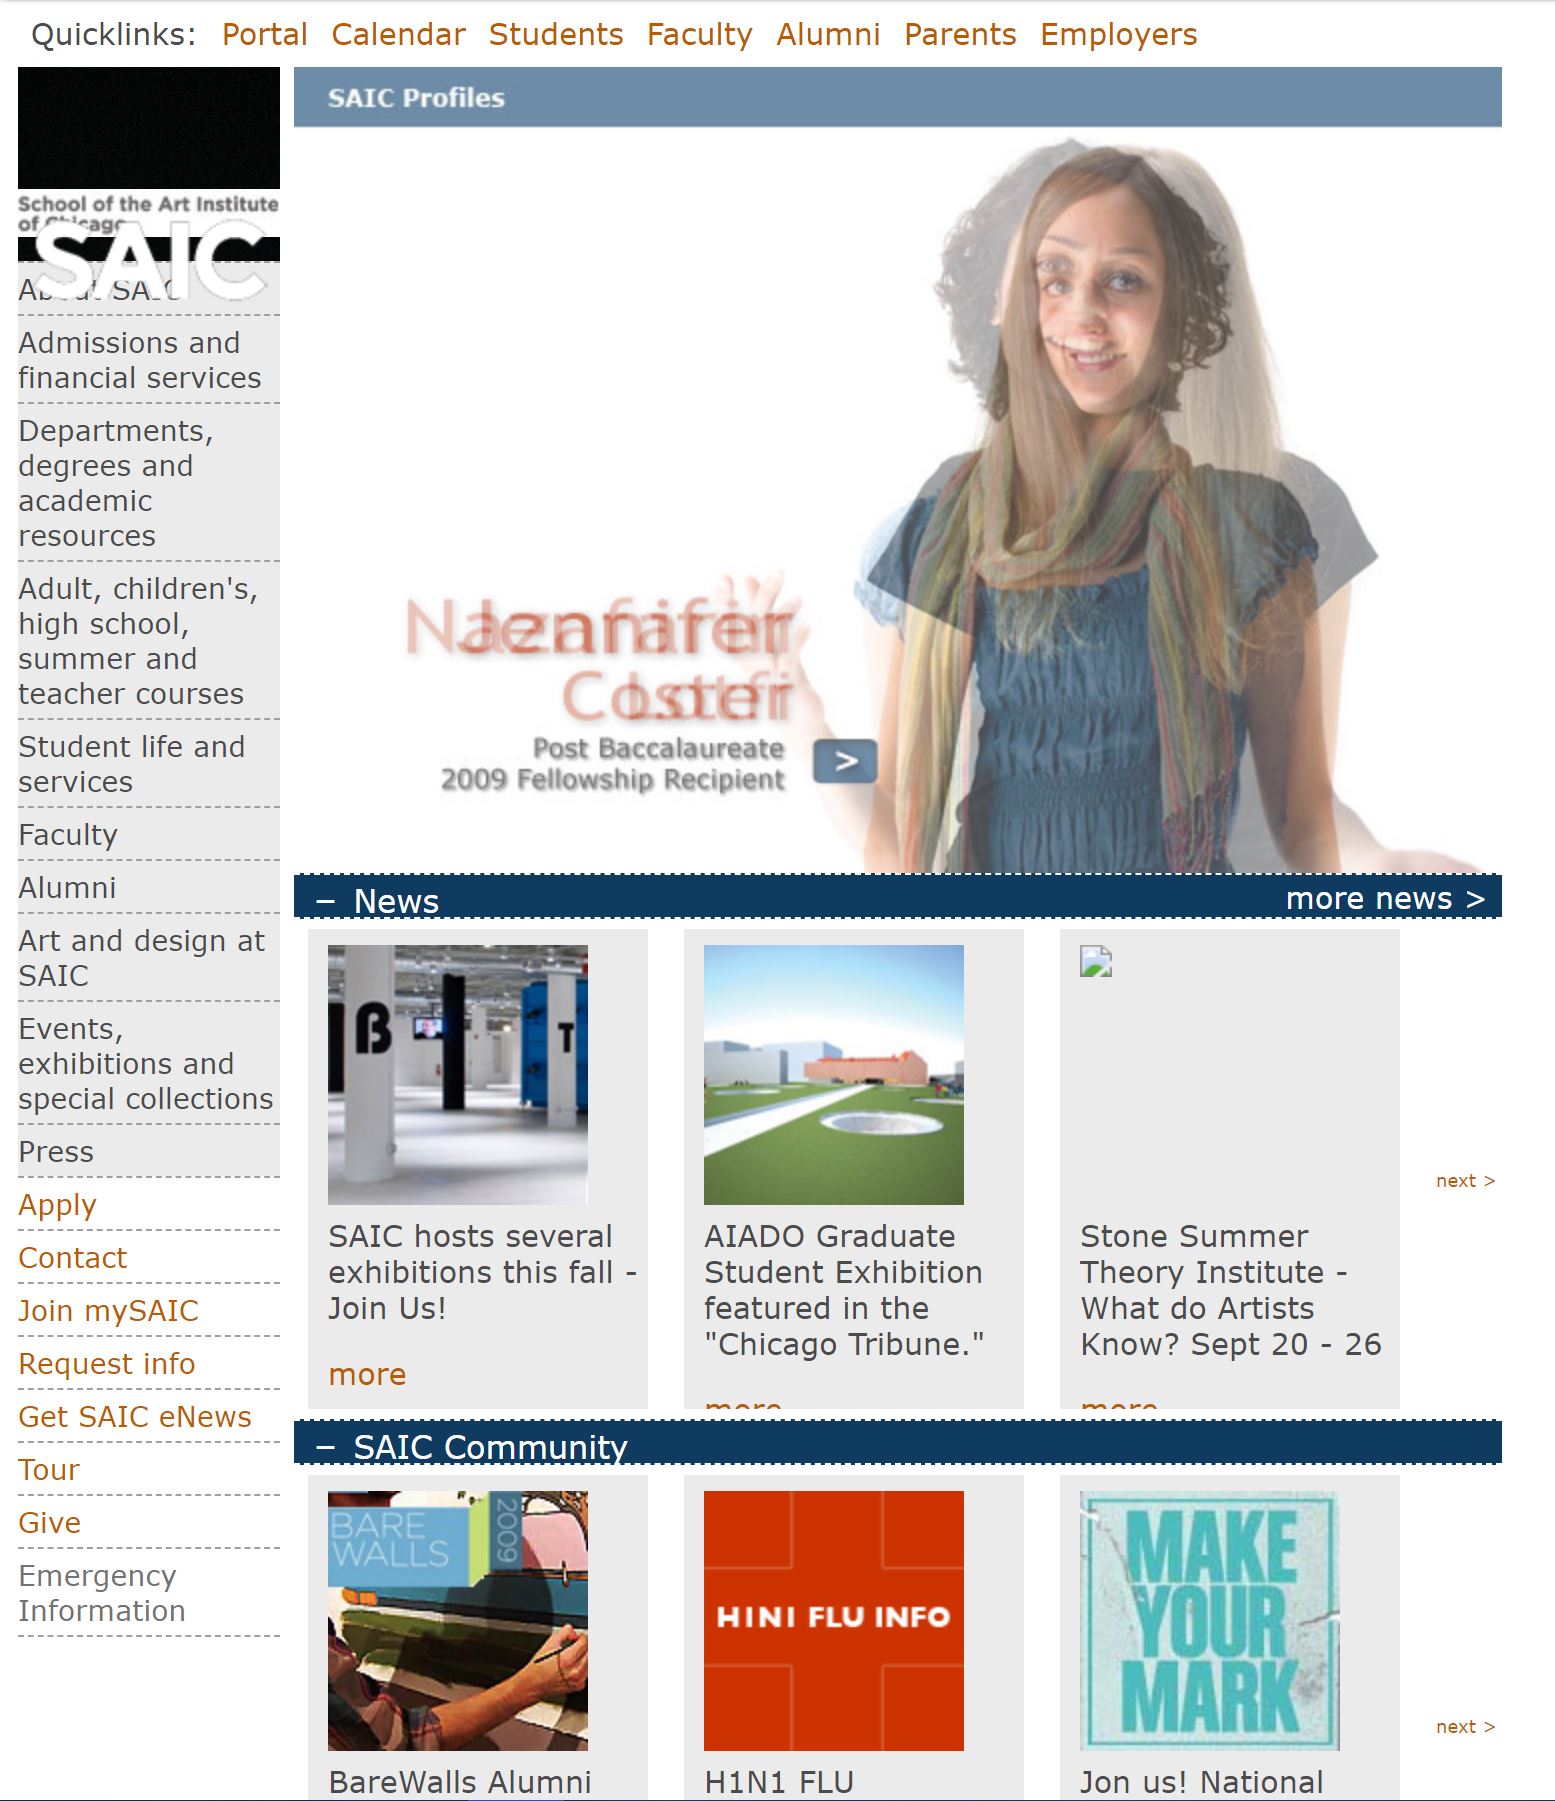 Quicklinks: Portal Calendar Students Faculty Alumni Parents Employers
School of the Art Institute
of Chicago
SAIC
About SAIC
Admissions and
financial services
Departments,
degrees and
academic
resources
Adult, children's,
high school,
summer and
teacher courses
Student life and
services
Faculty
Alumni
Art and design at
SAIC
Events,
exhibitions and
special collections
Press
Apply
Contact
Join mySAIC
Request info
Get SAIC eNews
Tour
Give
Emergency
Information
SAIC Profiles
Jennifer
Coster
Post Baccalaureate
2009 Fellowship Recipient
>
− News
more news >
B
T
SAIC hosts several
exhibitions this fall -
Join Us!
more
AIADO Graduate
Student Exhibition
featured in the
"Chicago Tribune."
more
Stone Summer
Theory Institute -
What do Artists
Know? Sept 20 - 26
more
next >
− SAIC Community
BARE
WALLS
2009
BareWalls Alumni
H1N1 FLU INFO
H1N1 FLU
MAKE
YOUR
MARK
Jon us! National
next >